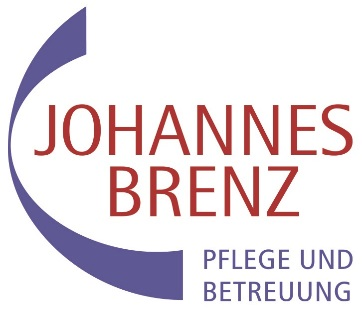 JOHANNES
BRENZ
PFLEGE UND
BETREUUNG